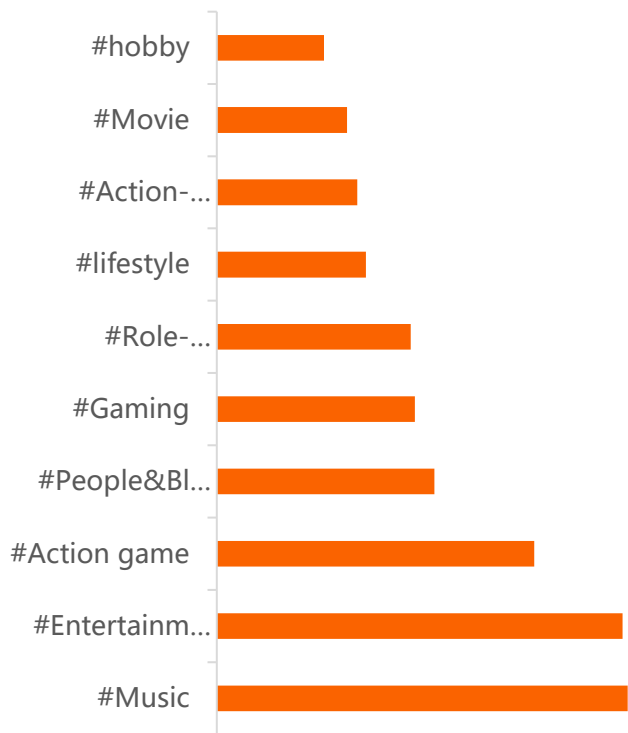 #hobby
#Movie
#Action-...
#lifestyle
#Role-...
#Gaming
#People&Bl...
#Action game
#Entertainm...
#Music